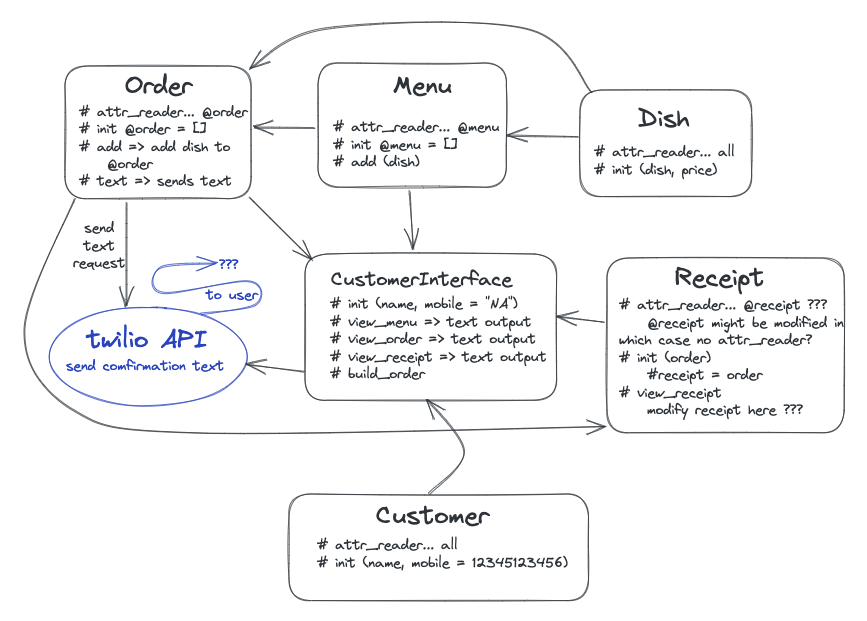 Order
# attr_reader... @order
# init @order = []
# add => add dish to
@order
# text => sends text
Menu
# attr_reader... @menu
# init @menu = []
# add (dish)
Dish
# attr_reader... all
# init (dish, price)
send
text
request
???
to user
twilio API
send comfirmation text
CustomerInterface
# init (name, mobile = "NA")
# view_menu => text output
# view_order => text output
# view_receipt => text output
# build_order
Receipt
# attr_reader... @receipt ???
@receipt might be modified in
which case no attr_reader?
# init (order)
#receipt = order
# view_receipt
modify receipt here ???
Customer
# attr_reader... all
# init (name, mobile = 12345123456)